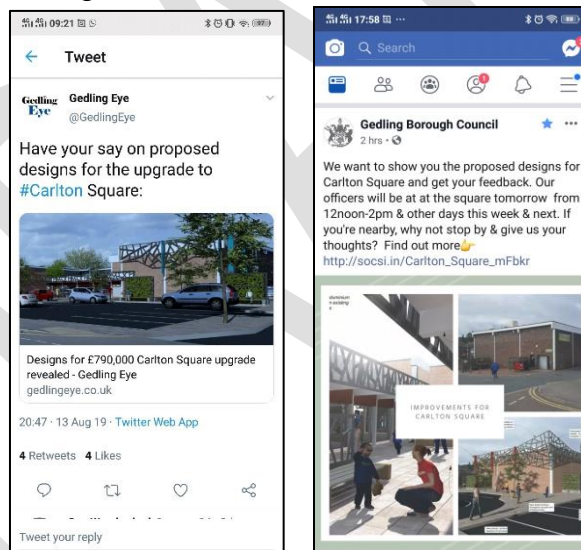 09:21
Tweet
Gedling Eye
Gedling Eye
@GedlingEye
Have your say on proposed
designs for the upgrade to
#Carlton Square:
Designs for £790,000 Carlton Square upgrade
revealed - Gedling Eye
gedlingeye.co.uk
20:47 · 13 Aug 19 · Twitter Web App
4 Retweets 4 Likes
Tweet your reply
17:58
Search
Gedling Borough Council
2 hrs
We want to show you the proposed designs for
Carlton Square and get your feedback. Our
officers will be at at the square tomorrow from
12noon-2pm & other days this week & next. If
you're nearby, why not stop by & give us your
thoughts? Find out more
http://socsi.in/Carlton_Square_mFbkr
IMPROVEMENTS FOR
CARLTON SQUARE